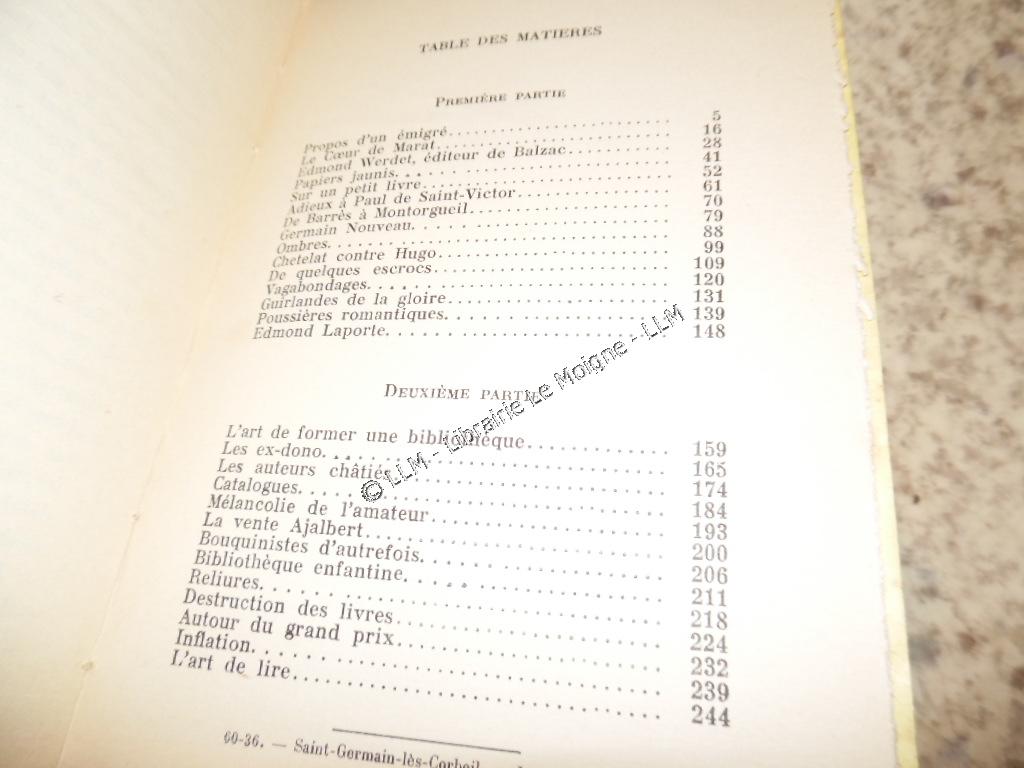 TABLE DES MATIERES
PREMIÈRE PARTIE
Propos d'un émigré 5
Le Cœur de Marat 16
Edmond Werdet, éditeur de Balzac 28
Papiers jaunis 41
Sur un petit livre 52
Adieux à Paul de Saint-Victor 61
De Barrès à Montorgueil 70
Germain Nouveau 79
Ombres 88
Chetelat contre Hugo 99
De quelques escrocs 109
Vagabondages 120
Guirlandes de la gloire 131
Poussières romantiques 139
Edmond Laporte 148
DEUXIÈME PARTIE
L'art de former une bibliothèque 159
Les ex-dono 165
Les auteurs châtiés 174
Catalogues 184
Mélancolie de l'amateur 193
La vente Ajalbert 200
Bouquinistes d'autrefois 206
Bibliothèque enfantine 211
Reliures 218
Destruction des livres 224
Autour du grand prix 232
Inflation 239
L'art de lire 244
60-36. — Saint-Germain-lès-Corbeil
© LLM - Librairie Le Moigne - LLM